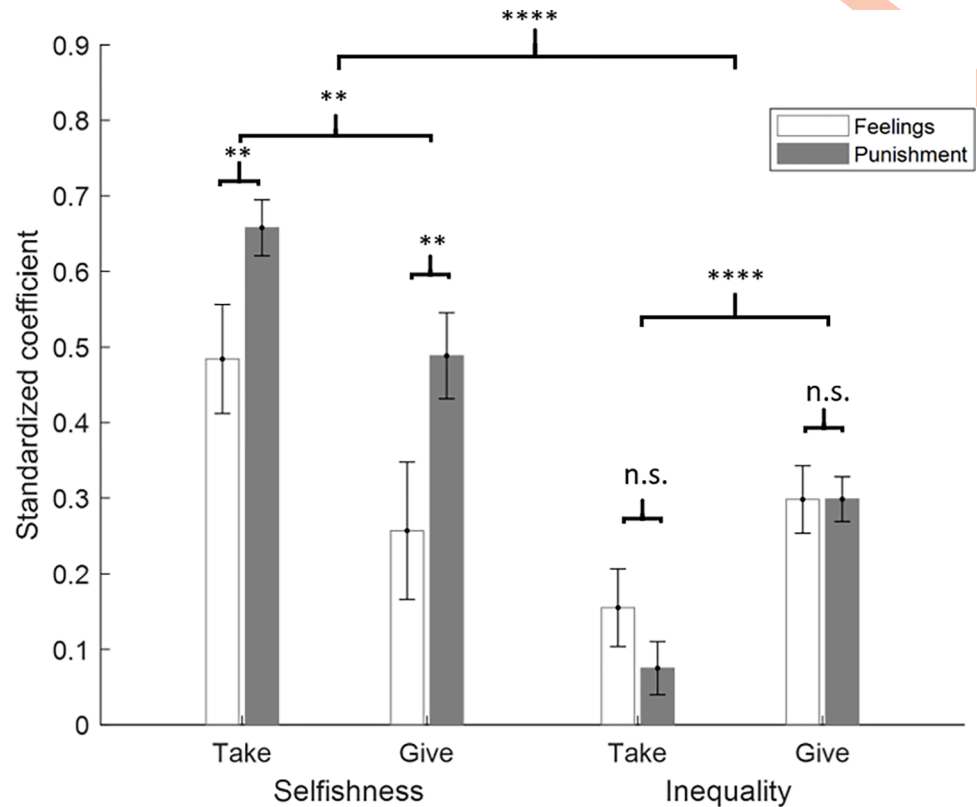 ****
0.9
**
0.8
**
Feelings
Punishment
0.7
**
0.6
****
0.5
n.s.
0.4
n.s.
0.3
0.2
0.1
0
Standardized coefficient
Take Give Take Give
Selfishness Inequality